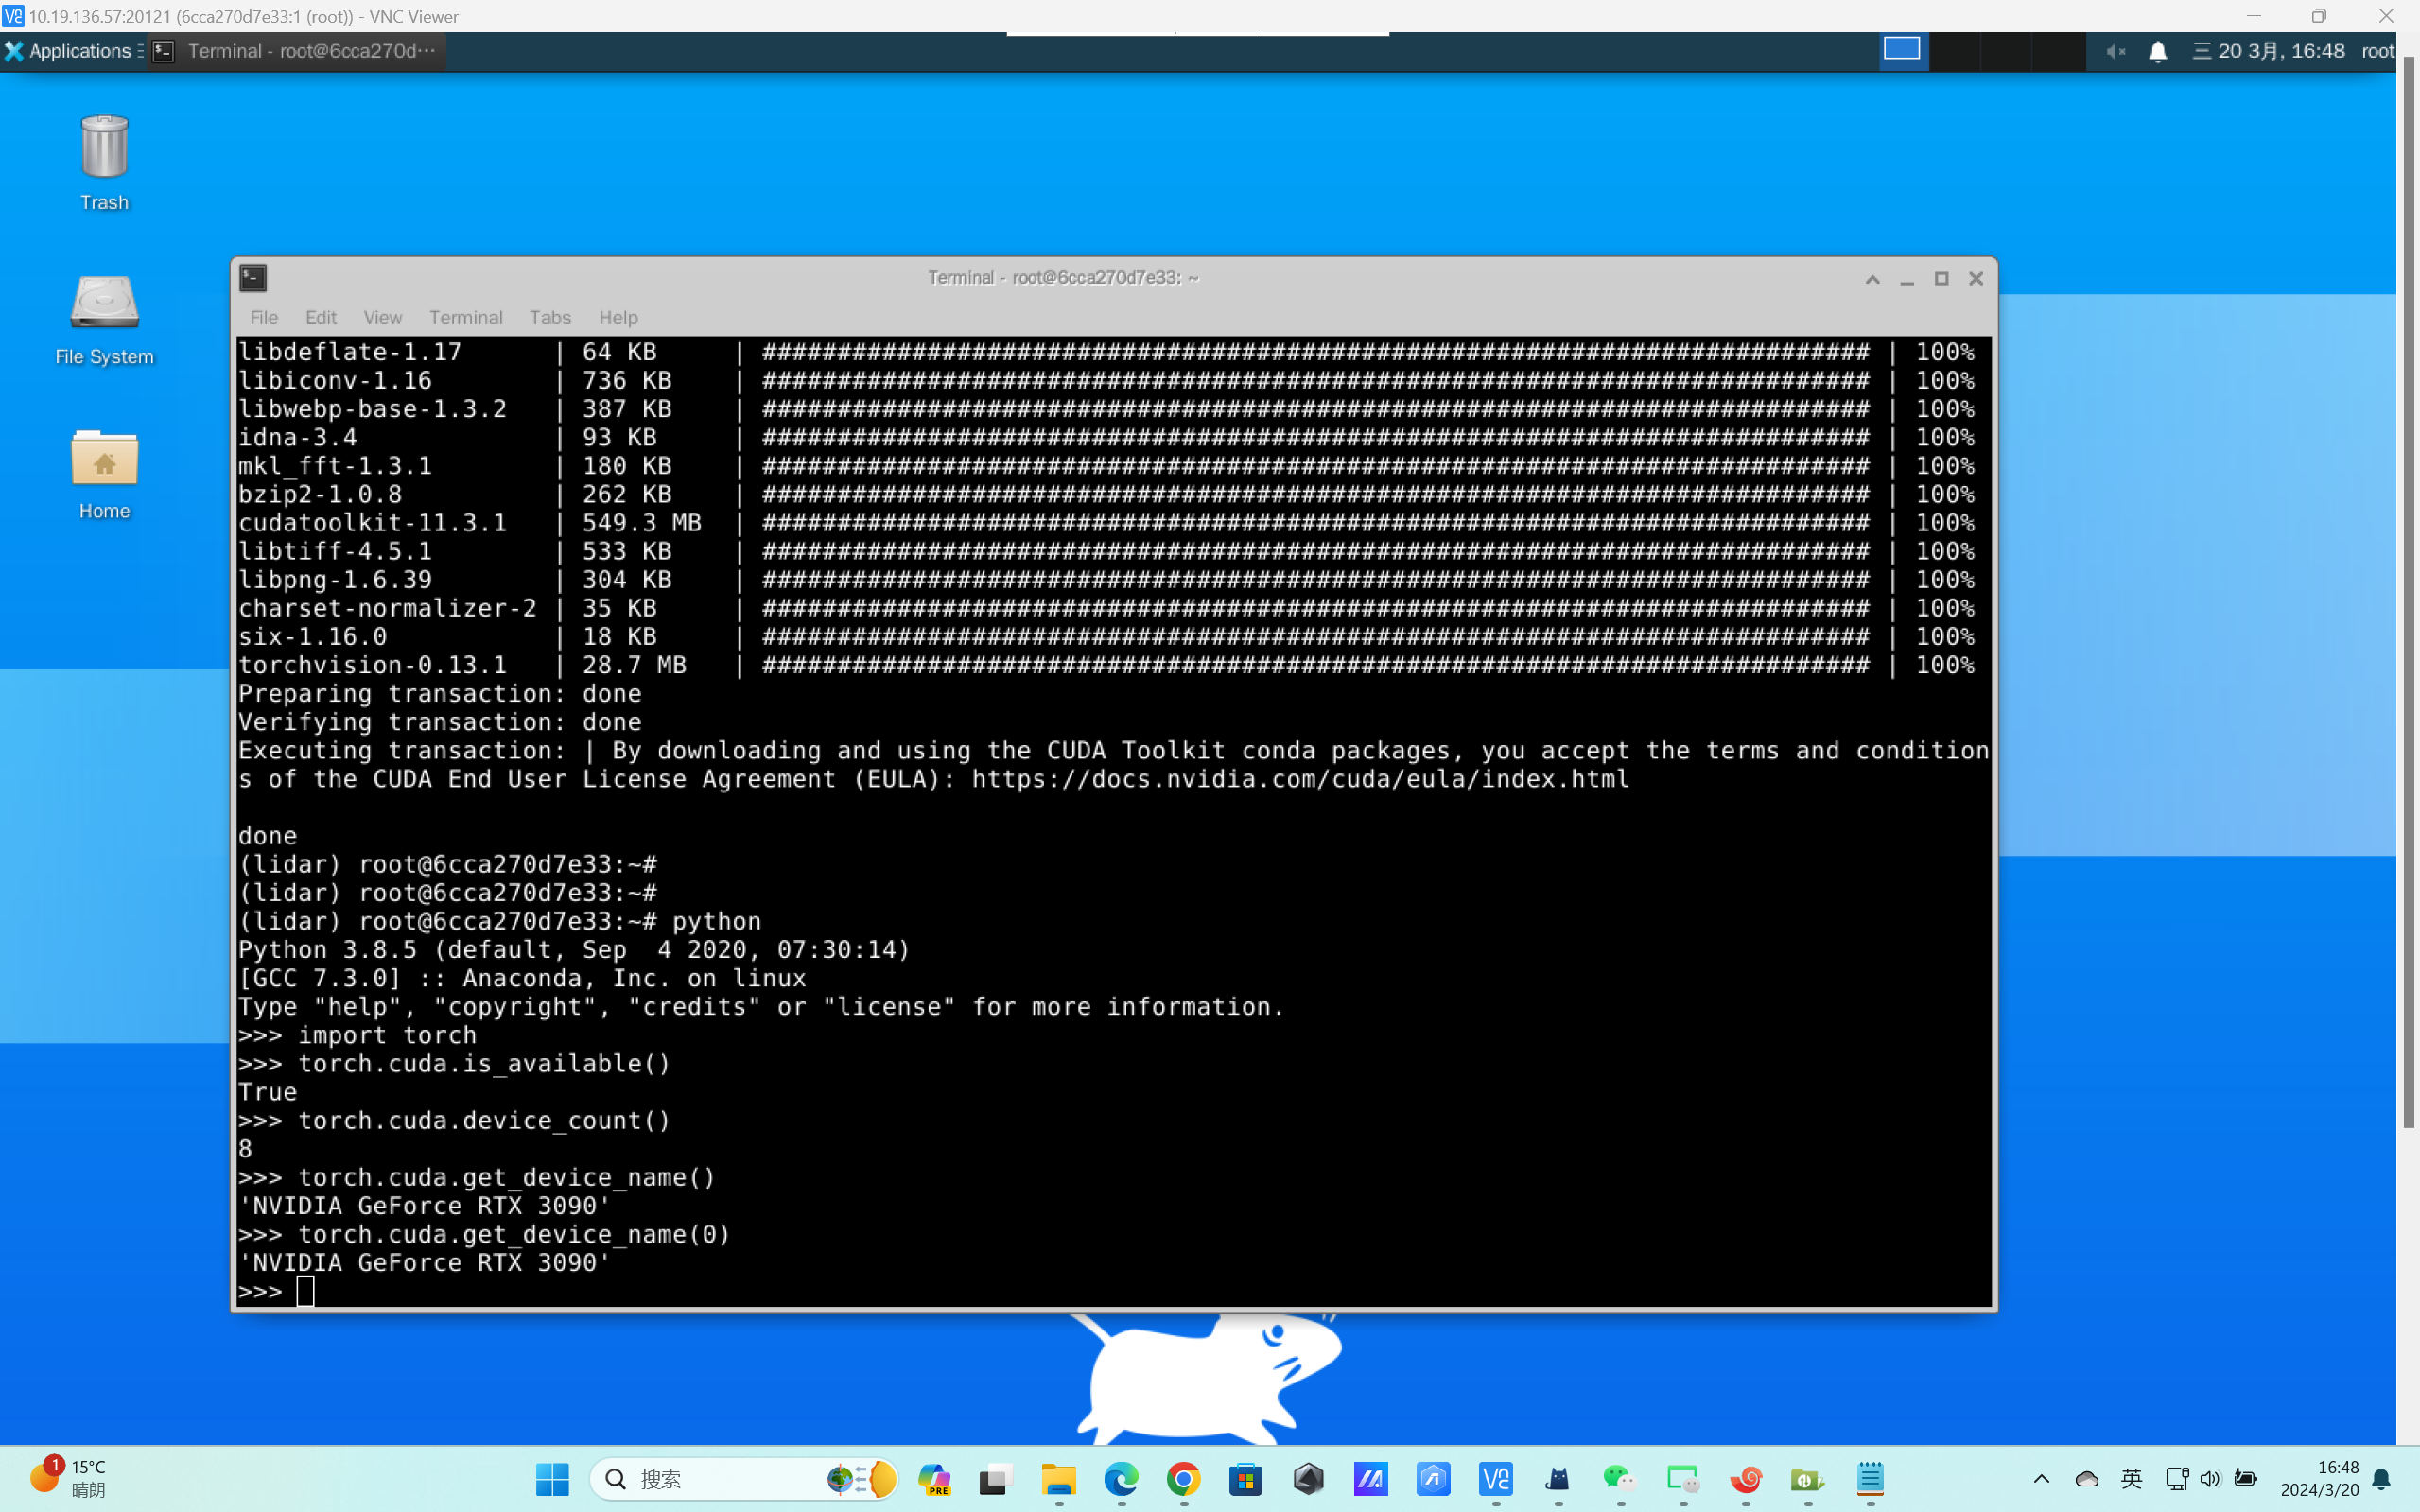 10.19.136.57:20121 (6cca270d7e33:1 (root)) - VNC Viewer
Applications
Terminal - root@6cca270d…
三 20 3月, 16:48 root
Trash
File System
Home
Terminal - root@6cca270d7e33: ~
File Edit View Terminal Tabs Help
libdeflate-1.17 | 64 KB | ########################################################################## | 100%
libiconv-1.16 | 736 KB | ########################################################################## | 100%
libwebp-base-1.3.2 | 387 KB | ########################################################################## | 100%
idna-3.4 | 93 KB | ########################################################################## | 100%
mkl_fft-1.3.1 | 180 KB | ########################################################################## | 100%
bzip2-1.0.8 | 262 KB | ########################################################################## | 100%
cudatoolkit-11.3.1 | 549.3 MB | ########################################################################## | 100%
libtiff-4.5.1 | 533 KB | ########################################################################## | 100%
libpng-1.6.39 | 304 KB | ########################################################################## | 100%
charset-normalizer-2 | 35 KB | ########################################################################## | 100%
six-1.16.0 | 18 KB | ########################################################################## | 100%
torchvision-0.13.1 | 28.7 MB | ########################################################################## | 100%
Preparing transaction: done
Verifying transaction: done
Executing transaction: | By downloading and using the CUDA Toolkit conda packages, you accept the terms and condition
s of the CUDA End User License Agreement (EULA): https://docs.nvidia.com/cuda/eula/index.html
done
(lidar) root@6cca270d7e33:~#
(lidar) root@6cca270d7e33:~#
(lidar) root@6cca270d7e33:~# python
Python 3.8.5 (default, Sep  4 2020, 07:30:14)
[GCC 7.3.0] :: Anaconda, Inc. on linux
Type "help", "copyright", "credits" or "license" for more information.
>>> import torch
>>> torch.cuda.is_available()
True
>>> torch.cuda.device_count()
8
>>> torch.cuda.get_device_name()
'NVIDIA GeForce RTX 3090'
>>> torch.cuda.get_device_name(0)
'NVIDIA GeForce RTX 3090'
>>>
1
15°C
晴朗
搜索
PRE
英
16:48
2024/3/20